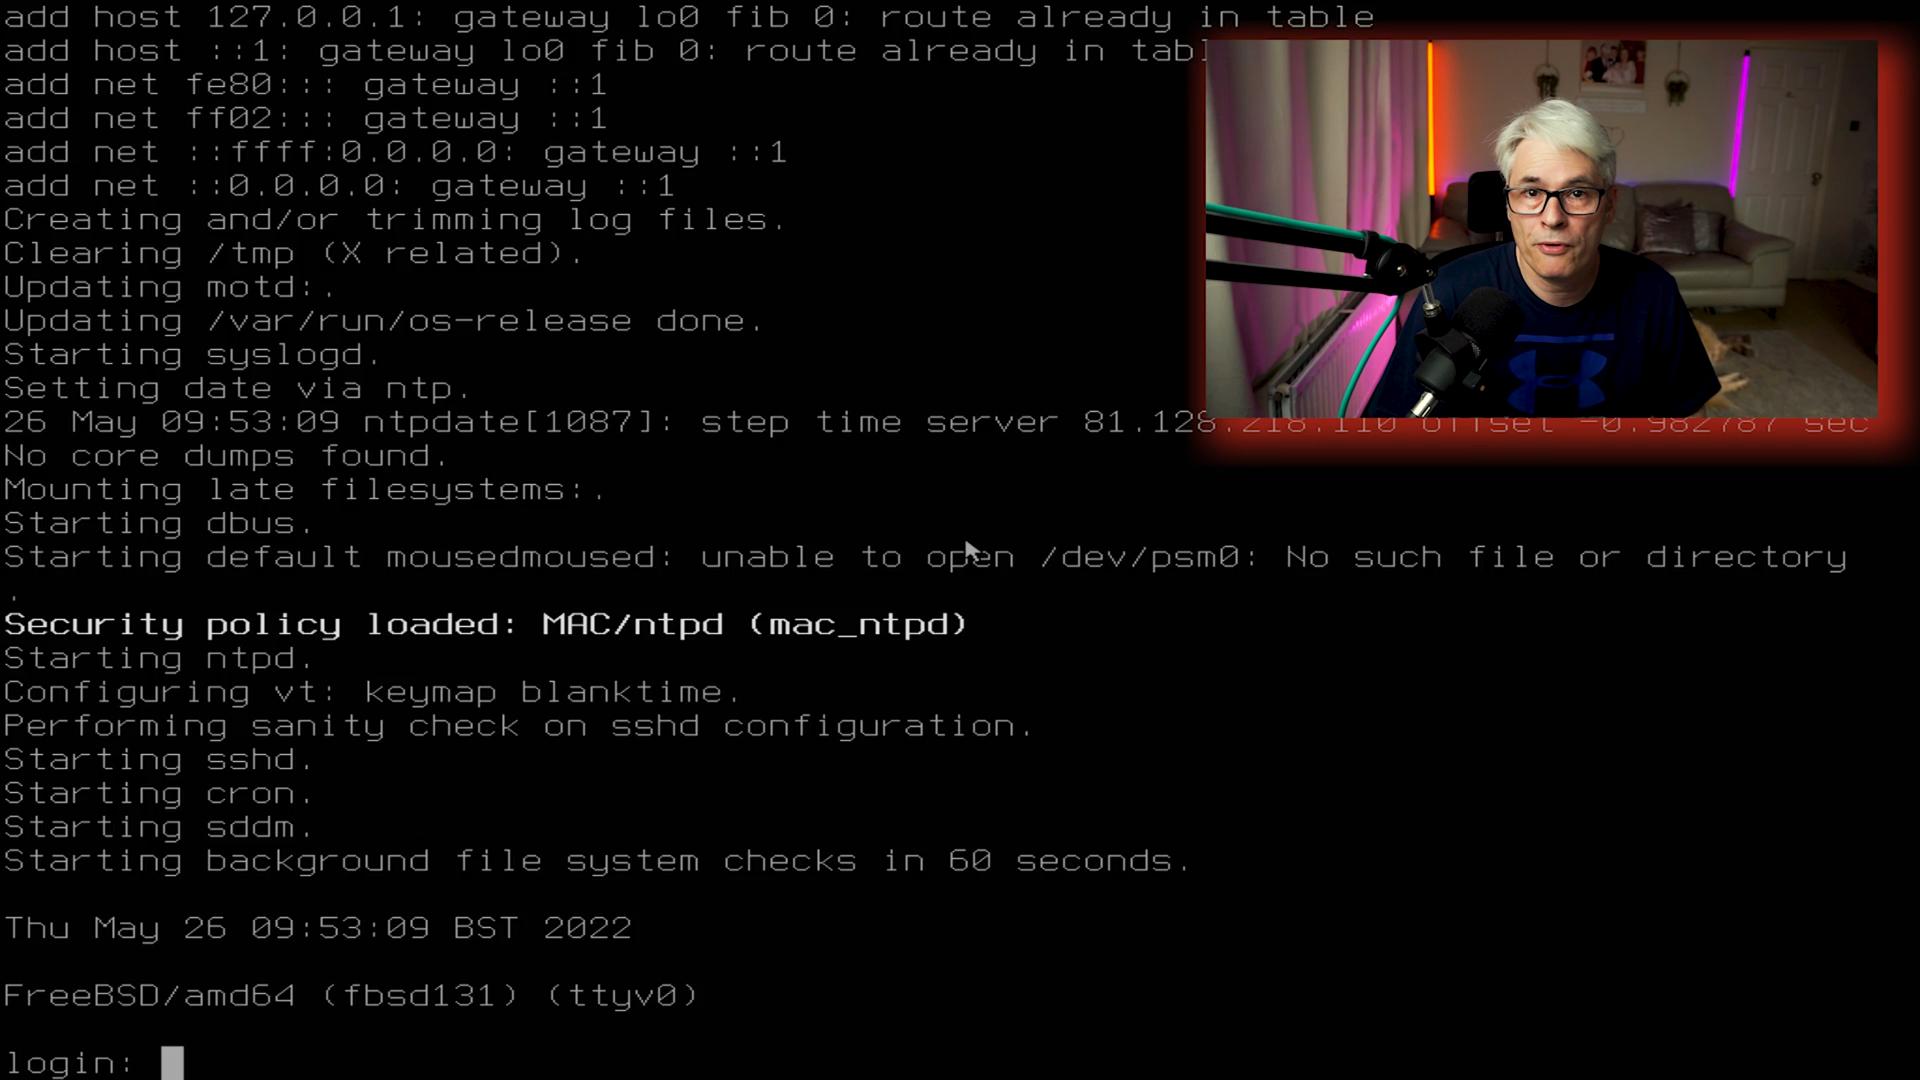 add host 127.0.0.1: gateway lo0 fib 0: route already in table
add host ::1: gateway lo0 fib 0: route already in tabl
add net fe80::: gateway ::1
add net ff02::: gateway ::1
add net ::ffff:0.0.0.0: gateway ::1
add net ::0.0.0.0: gateway ::1
Creating and/or trimming log files.
Clearing /tmp (X related).
Updating motd:.
Updating /var/run/os-release done.
Starting syslogd.
Setting date via ntp.
26 May 09:53:09 ntpdate[1087]: step time server 81.128.218.110 offset -0.982787 sec
No core dumps found.
Mounting late filesystems:.
Starting dbus.
Starting default mousedmoused: unable to open /dev/psm0: No such file or directory
.
Security policy loaded: MAC/ntpd (mac_ntpd)
Starting ntpd.
Configuring vt: keymap blanktime.
Performing sanity check on sshd configuration.
Starting sshd.
Starting cron.
Starting sddm.
Starting background file system checks in 60 seconds.
Thu May 26 09:53:09 BST 2022
FreeBSD/amd64 (fbsd131) (ttyv0)
login: